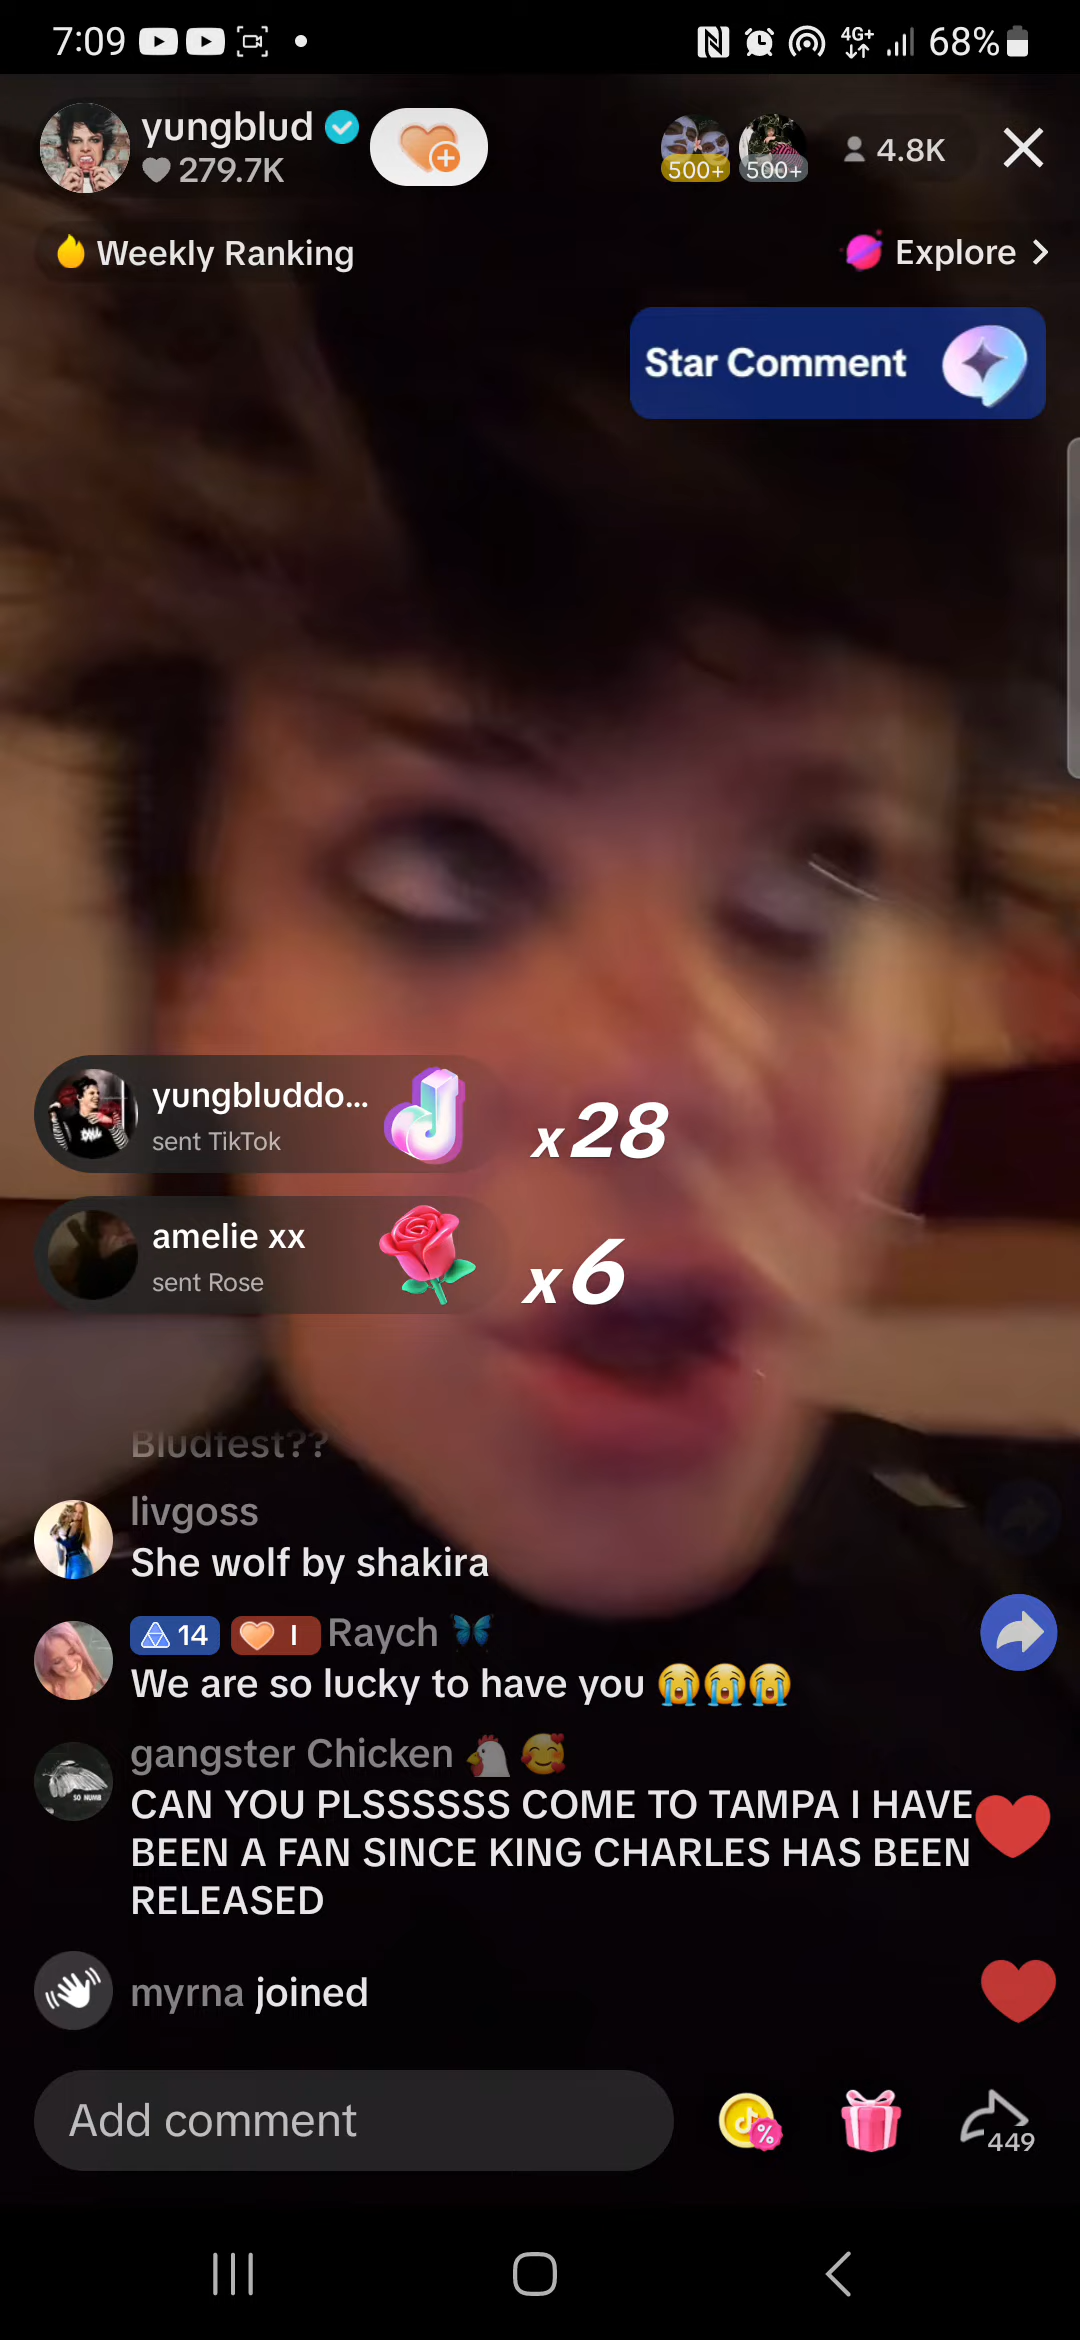 7:09
4G+
68%
yungblud
279.7K
500+
500+
4.8K
Weekly Ranking
Explore
Star Comment
yungbluddo...
sent TikTok
x28
amelie xx
sent Rose
x6
Bludfest??
livgoss
She wolf by shakira
14 I Raych
We are so lucky to have you 😭😭😭
gangster Chicken 🐔🥰
CAN YOU PLSSSSSS COME TO TAMPA I HAVE
BEEN A FAN SINCE KING CHARLES HAS BEEN
RELEASED
myrna joined
Add comment
449